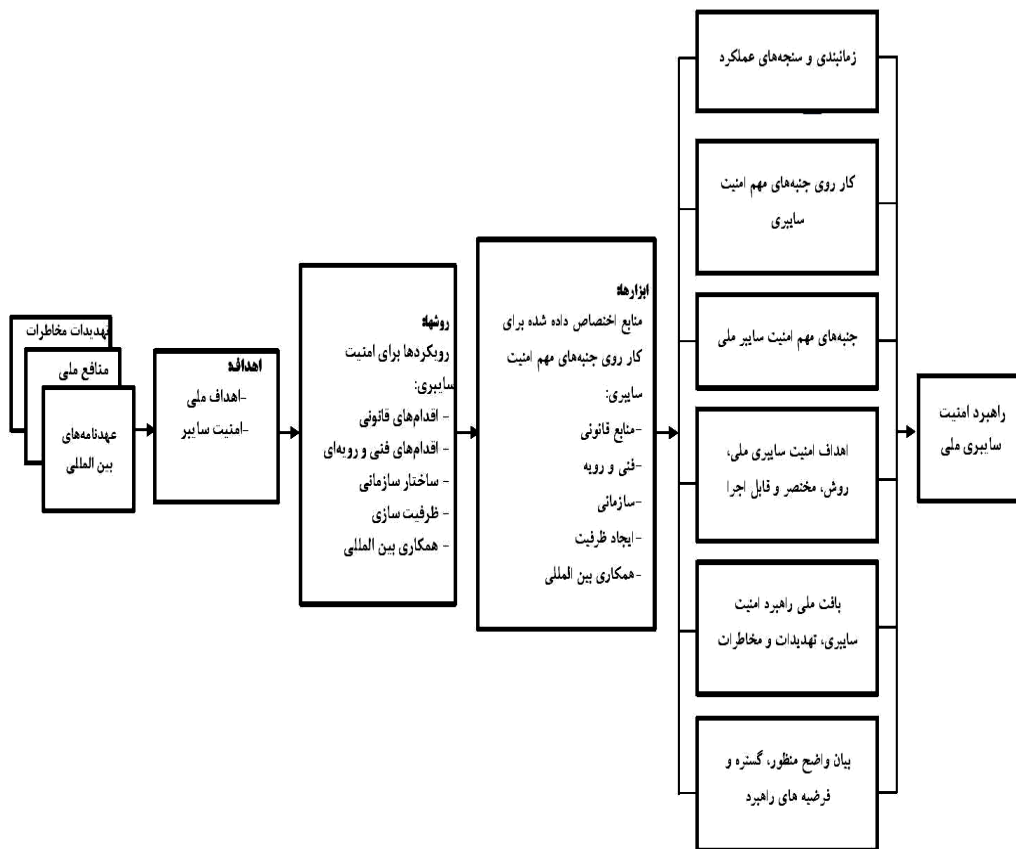 تهدیدات مخاطرات
منافع ملی
عهدنامه‌های
بین المللی
اهداف:
-اهداف ملی
-امنیت سایبر
روشها:
رویکردها برای امنیت
سایبری:
- اقدام‌های قانونی
- اقدام‌های فنی و رویه‌ای
- ساختار سازمانی
- ظرفیت سازی
- همکاری بین المللی
ابزارها:
منابع اختصاص داده شده برای
کار روی جنبه‌های مهم امنیت
سایبری:
-منابع قانونی
-فنی و رویه
-سازمانی
-ایجاد ظرفیت
-همکاری بین المللی
زمانبندی و سنجه‌های عملکرد
کار روی جنبه‌های مهم امنیت
سایبری
جنبه‌های مهم امنیت سایبر ملی
اهداف امنیت سایبری ملی،
روش، مختصر و قابل اجرا
بافت ملی راهبرد امنیت
سایبری، تهدیدات و مخاطرات
بیان واضح منظور، گستره و
فرضیه های راهبرد
راهبرد امنیت
سایبری ملی